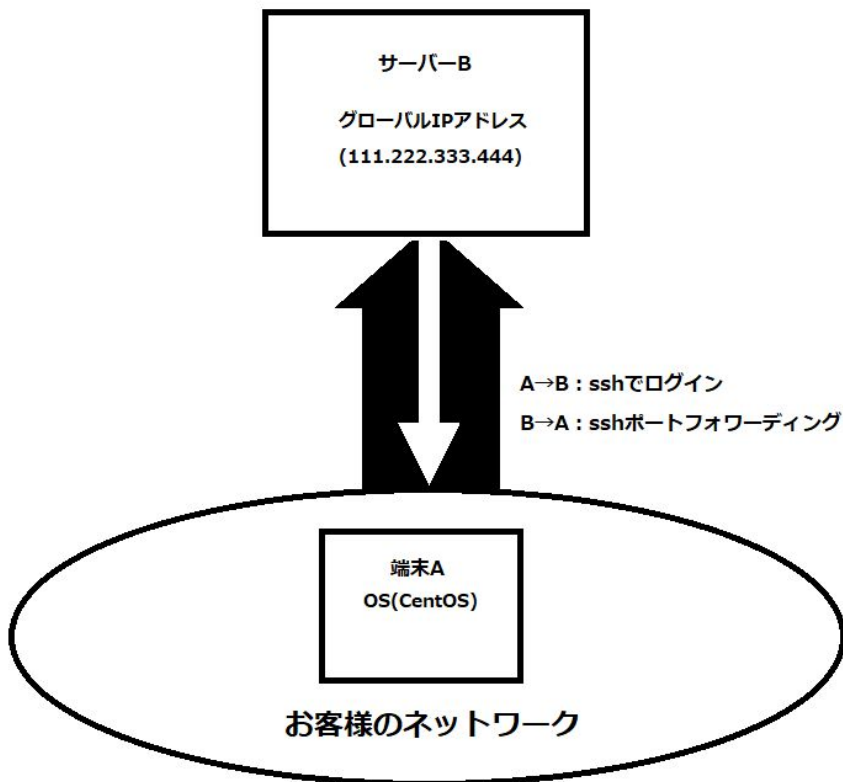 サーバーB
グローバルIPアドレス
(111.222.333.444)
A→B：sshでログイン
B→A：sshポートフォワーディング
端末A
OS(CentOS)
お客様のネットワーク